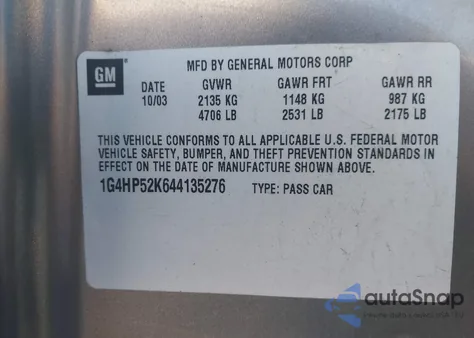 GM
MFD BY GENERAL MOTORS CORP
DATE GVWR GAWR FRT GAWR RR
10/03 2135 KG 1148 KG 987 KG
4706 LB 2531 LB 2175 LB
THIS VEHICLE CONFORMS TO ALL APPLICABLE U.S. FEDERAL MOTOR
VEHICLE SAFETY, BUMPER, AND THEFT PREVENTION STANDARDS IN
EFFECT ON THE DATE OF MANUFACTURE SHOWN ABOVE.
1G4HP52K644135276 TYPE: PASS CAR
autoSnap